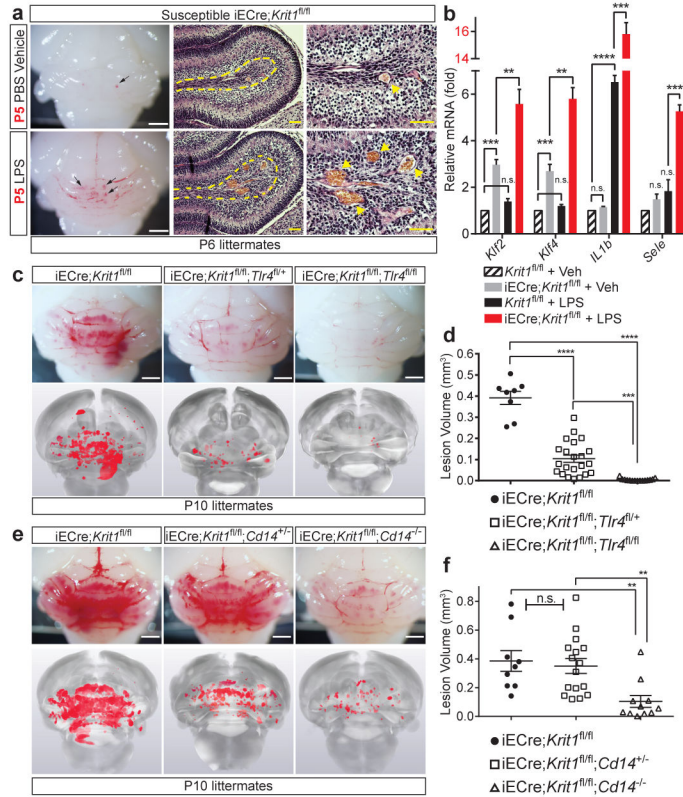 a
Susceptible iECre;Krit1fl/fl
P5 PBS Vehicle
P5 LPS
P6 littermates
b
Relative mRNA (fold)
16
14
10
6
2
***
****
**
**
***
***
***
n.s.
n.s.
n.s.
n.s.
n.s.
Klf2
Klf4
IL1b
Sele
Krit1fl/fl + Veh
iECre;Krit1fl/fl + Veh
Krit1fl/fl + LPS
iECre;Krit1fl/fl + LPS
c
iECre;Krit1fl/fl
iECre;Krit1fl/fl;Tlr4fl/+
iECre;Krit1fl/fl;Tlr4fl/fl
P10 littermates
d
Lesion Volume (mm3)
0.6
0.5
0.4
0.3
0.2
0.1
0.0
****
****
***
iECre;Krit1fl/fl
iECre;Krit1fl/fl;Tlr4fl/+
iECre;Krit1fl/fl;Tlr4fl/fl
e
iECre;Krit1fl/fl
iECre;Krit1fl/fl;Cd14+/-
iECre;Krit1fl/fl;Cd14-/-
P10 littermates
f
Lesion Volume (mm3)
1.0
0.8
0.6
0.4
0.2
0.0
**
**
n.s.
iECre;Krit1fl/fl
iECre;Krit1fl/fl;Cd14+/-
iECre;Krit1fl/fl;Cd14-/-